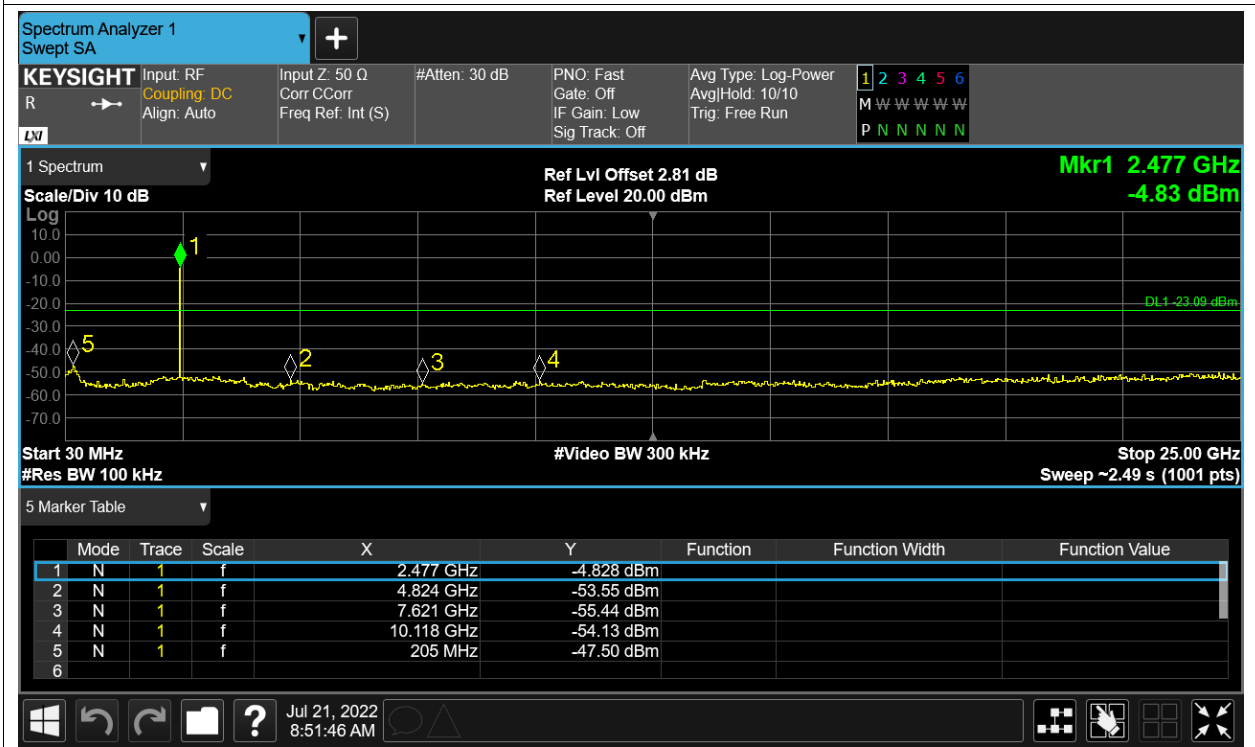 Spectrum Analyzer 1
Swept SA
KEYSIGHT Input: RF Input Z: 50 Ω #Atten: 30 dB PNO: Fast Avg Type: Log-Power 1 2 3 4 5 6
R Coupling: DC Corr CCorr Gate: Off Avg|Hold: 10/10 M W W W W W
Align: Auto Freq Ref: Int (S) IF Gain: Low Trig: Free Run
LXI Sig Track: Off P N N N N N
1 Spectrum Ref Lvl Offset 2.81 dB Mkr1 2.477 GHz
Scale/Div 10 dB Ref Level 20.00 dBm -4.83 dBm
Log
10.0
1
0.00
-10.0
-20.0 DL1 -23.09 dBm
-30.0
-40.0 5
2 3 4
-50.0
-60.0
-70.0
Start 30 MHz #Video BW 300 kHz Stop 25.00 GHz
#Res BW 100 kHz Sweep ~2.49 s (1001 pts)
5 Marker Table
Mode Trace Scale X Y Function Function Width Function Value
1 N 1 f 2.477 GHz -4.828 dBm
2 N 1 f 4.824 GHz -53.55 dBm
3 N 1 f 7.621 GHz -55.44 dBm
4 N 1 f 10.118 GHz -54.13 dBm
5 N 1 f 205 MHz -47.50 dBm
6
? Jul 21, 2022
8:51:46 AM